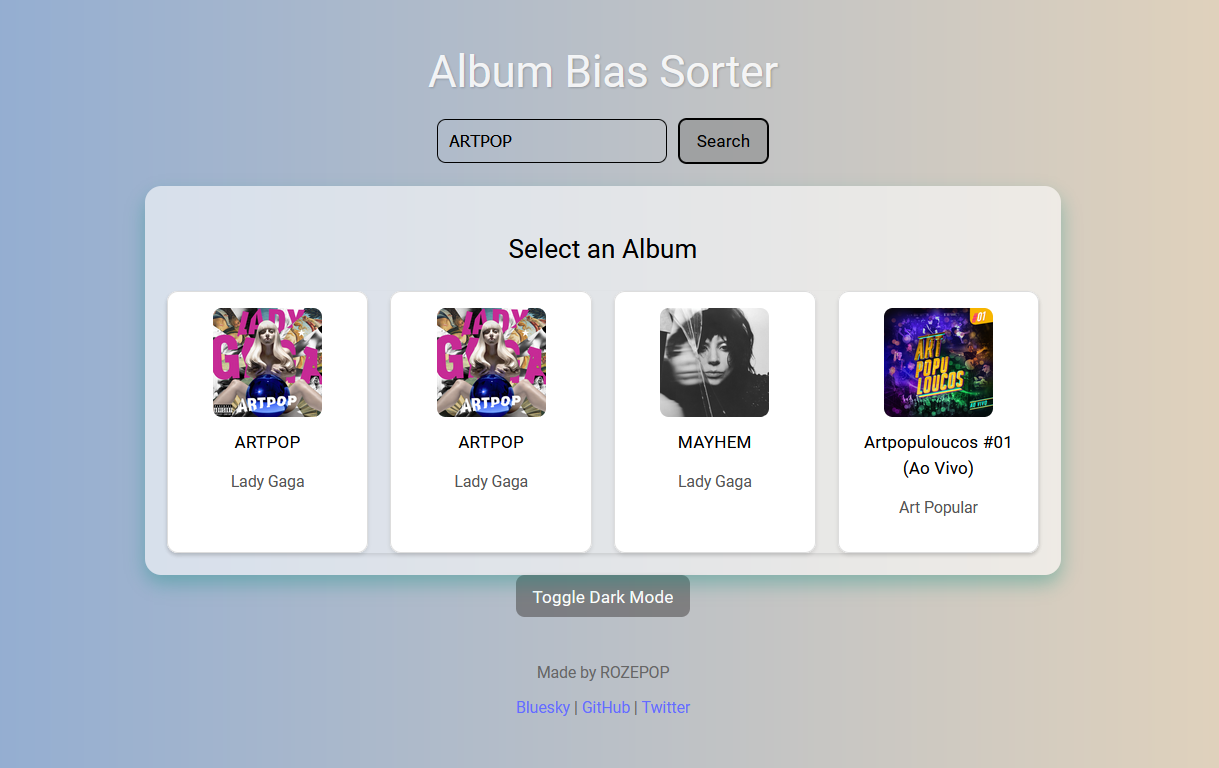 Album Bias Sorter
ARTPOP
Search
Select an Album
LADY
GAGA
ARTPOP
ARTPOP
Lady Gaga
LADY
GAGA
ARTPOP
ARTPOP
Lady Gaga
MAYHEM
Lady Gaga
#01
ART
POPU
LOUCOS
AO VIVO
Artpopuloucos #01
(Ao Vivo)
Art Popular
Toggle Dark Mode
Made by ROZEPOP
Bluesky | GitHub | Twitter